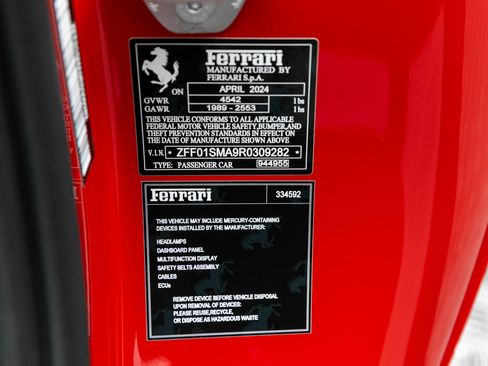 Ferrari
MANUFACTURED BY
FERRARI S.p.A.
ON APRIL 2024
GVWR 4542 lbs
GAWR 1989 - 2553 lbs
THIS VEHICLE CONFORMS TO ALL APPLICABLE
FEDERAL MOTOR VEHICLE SAFETY, BUMPER, AND
THEFT PREVENTION STANDARDS IN EFFECT ON
THE DATE OF MANUFACTURE SHOWN ABOVE
V.I.N. * ZFF01SMA9R0309282 *
TYPE: PASSENGER CAR 944955
Ferrari 334592
THIS VEHICLE MAY INCLUDE MERCURY-CONTAINING
DEVICES INSTALLED BY THE MANUFACTURER:
HEADLAMPS
DASHBOARD PANEL
MULTIFUNCTION DISPLAY
SAFETY BELTS ASSEMBLY
CABLES
ECUs
REMOVE DEVICE BEFORE VEHICLE DISPOSAL
UPON REMOVAL OF DEVICES:
PLEASE REUSE,RECYCLE,
OR DISPOSE AS HAZARDOUS WASTE